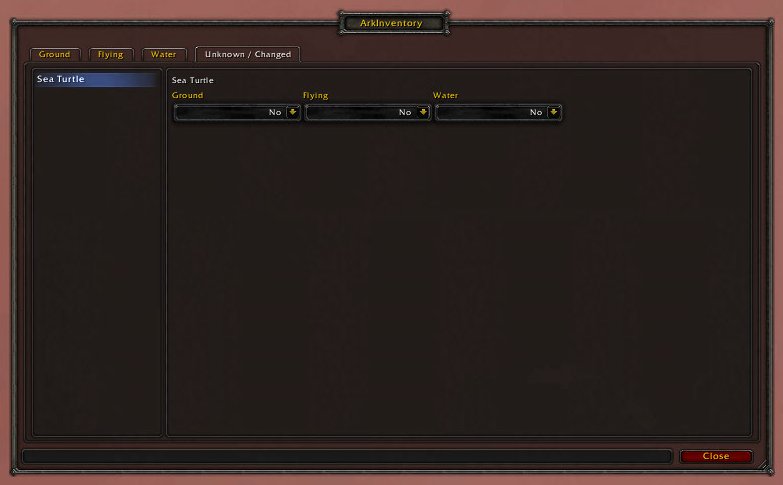 ArkInventory
Ground Flying Water Unknown / Changed
Sea Turtle
Sea Turtle
Ground Flying Water
No No No
Close